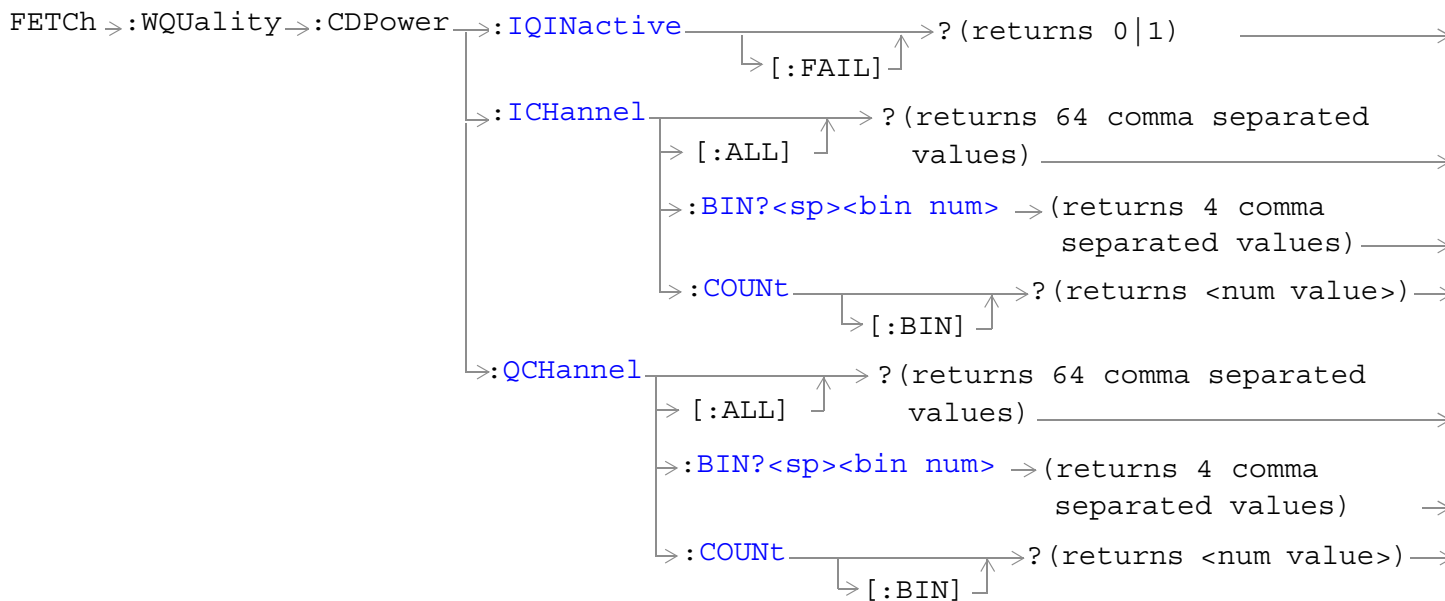 FETCh :WQUality :CDPower :IQINactive ?(returns 0|1)
[:FAIL]
:ICHannel ?(returns 64 comma separated
[:ALL] values)
:BIN?<sp><bin num> (returns 4 comma
separated values)
:COUNt ?(returns <num value>)
[:BIN]
:QCHannel ?(returns 64 comma separated
[:ALL] values)
:BIN?<sp><bin num> (returns 4 comma
separated values)
:COUNt ?(returns <num value>)
[:BIN]